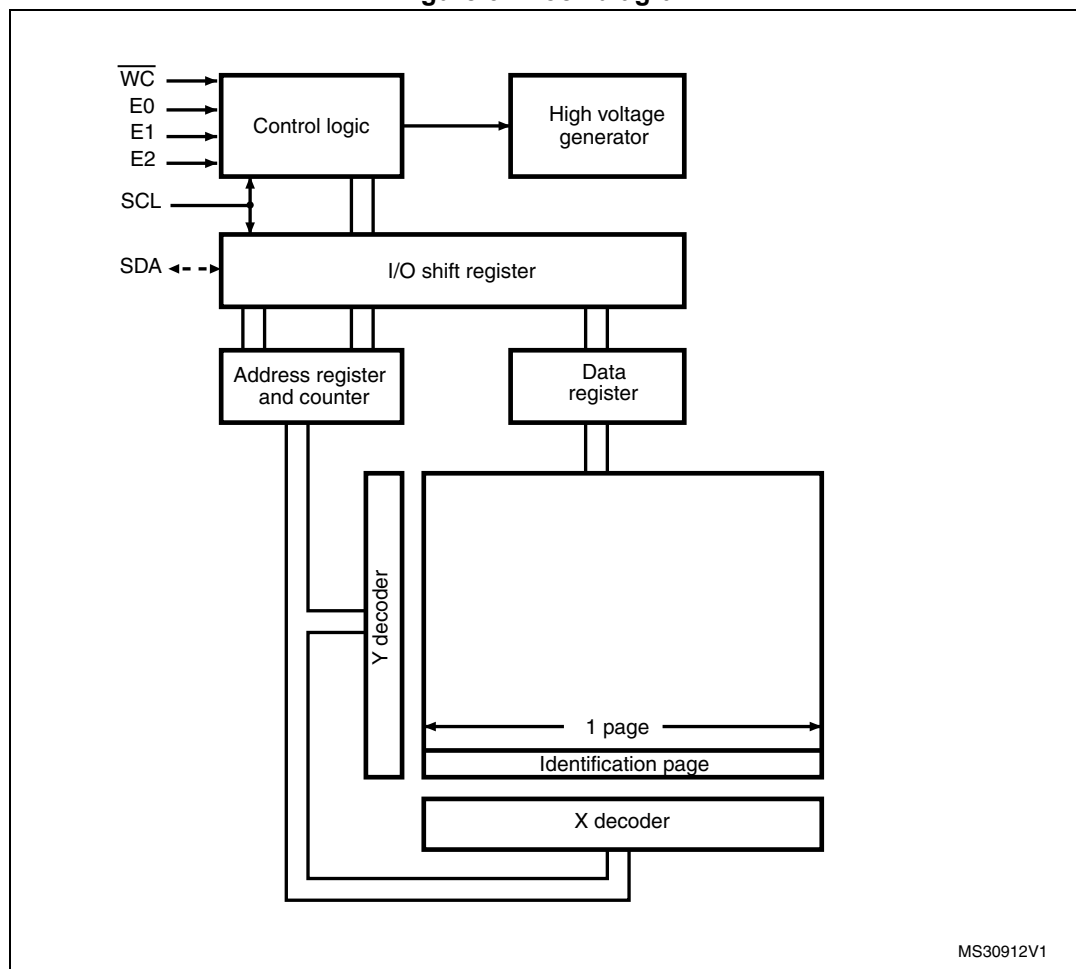 WC
E0
E1
E2
SCL
SDA
Control logic
High voltage
generator
I/O shift register
Address register
and counter
Data
register
Y decoder
1 page
Identification page
X decoder
MS30912V1